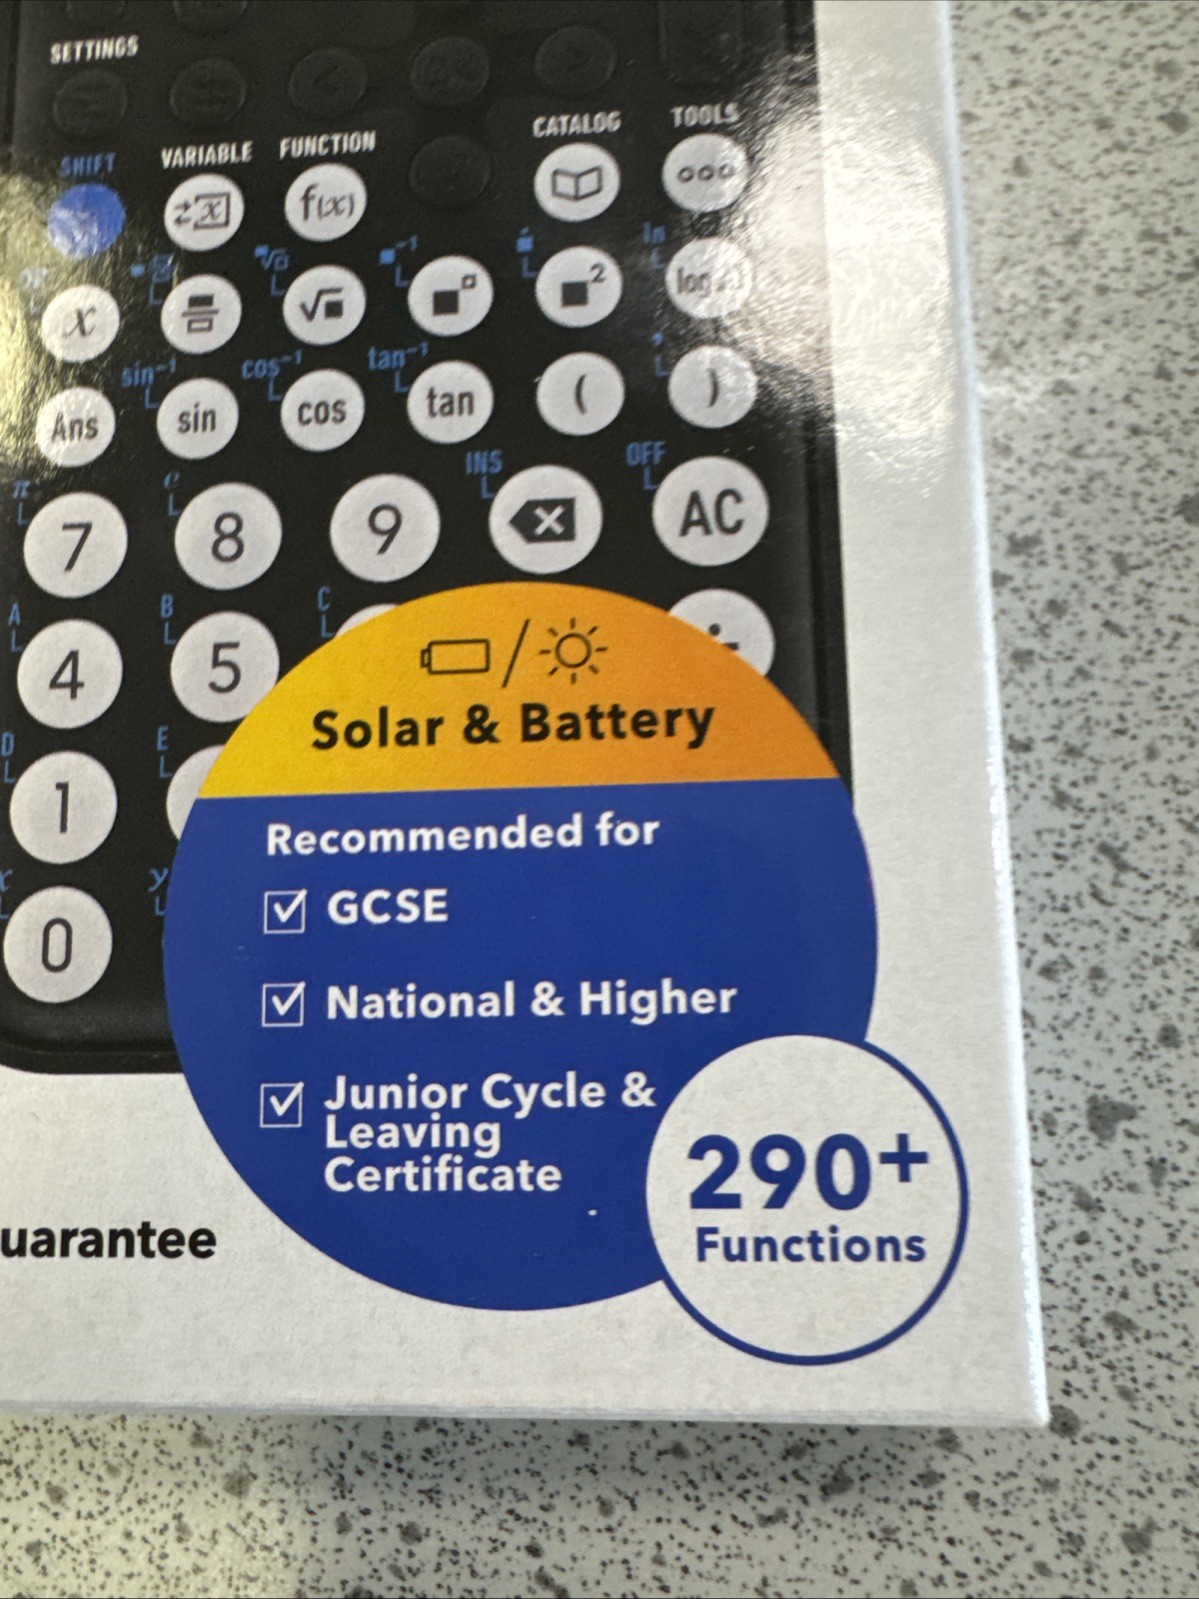 SETTINGS
SHIFT VARIABLE FUNCTION CATALOG TOOLS
f(x)
√■ ■⁻¹ ln
x ■² log
sin⁻¹ cos⁻¹ tan⁻¹ ,
Ans sin cos tan ( )
π e INS OFF
7 8 9 AC
A B C
4 5 ÷
Solar & Battery
D E
1
Recommended for
GCSE
x y
0
National & Higher
Junior Cycle &
Leaving
Certificate
290+
Functions
uarantee